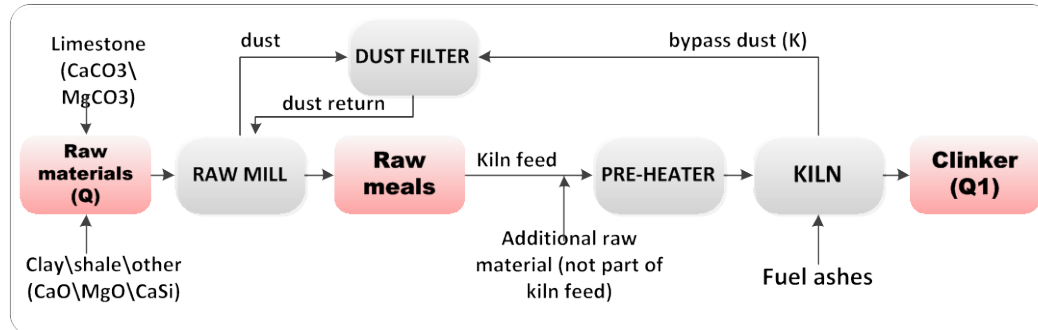 Limestone
(CaCO3\
MgCO3)
dust
DUST FILTER
bypass dust (K)
dust return
Raw
materials
(Q)
RAW MILL
Raw
meals
Kiln feed
PRE-HEATER
KILN
Clinker
(Q1)
Clay\shale\other
(CaO\MgO\CaSi)
Additional raw
material (not part of
kiln feed)
Fuel ashes